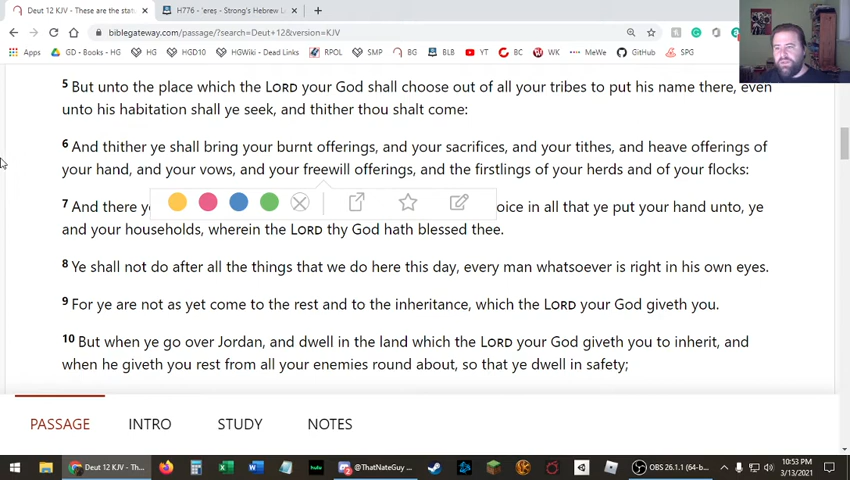 Deut 12 KJV - These are the stat
H776 - 'eres - Strong's Hebrew L
biblegateway.com/passage/?search=Deut+12&version=KJV
Apps GD - Books - HG HG HGD10 HGWiki - Dead Links RPOL SMP BG BLB YT BC WK MeWe GitHub SPG
5 But unto the place which the LORD your God shall choose out of all your tribes to put his name there, even
unto his habitation shall ye seek, and thither thou shalt come:
6 And thither ye shall bring your burnt offerings, and your sacrifices, and your tithes, and heave offerings of
your hand, and your vows, and your freewill offerings, and the firstlings of your herds and of your flocks:
7 And there y oice in all that ye put your hand unto, ye
and your households, wherein the LORD thy God hath blessed thee.
8 Ye shall not do after all the things that we do here this day, every man whatsoever is right in his own eyes.
9 For ye are not as yet come to the rest and to the inheritance, which the LORD your God giveth you.
10 But when ye go over Jordan, and dwell in the land which the LORD your God giveth you to inherit, and
when he giveth you rest from all your enemies round about, so that ye dwell in safety;
PASSAGE INTRO STUDY NOTES
Deut 12 KJV - Th...
hulu
@ThatNateGuy ...
OBS 26.1.1 (64-b...
10:53 PM
3/13/2021